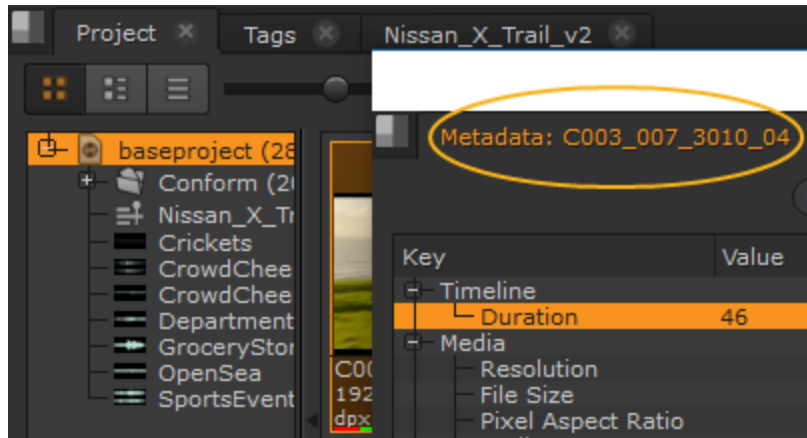 Project
Tags
Nissan_X_Trail_v2
Metadata: C003_007_3010_04
baseproject (28
Conform (2
Nissan_X_Tr
Crickets
CrowdChee
CrowdChee
Department
GroceryStor
OpenSea
SportsEvent
C00
192
dpx
Key Value
Timeline
Duration 46
Media
Resolution
File Size
Pixel Aspect Ratio